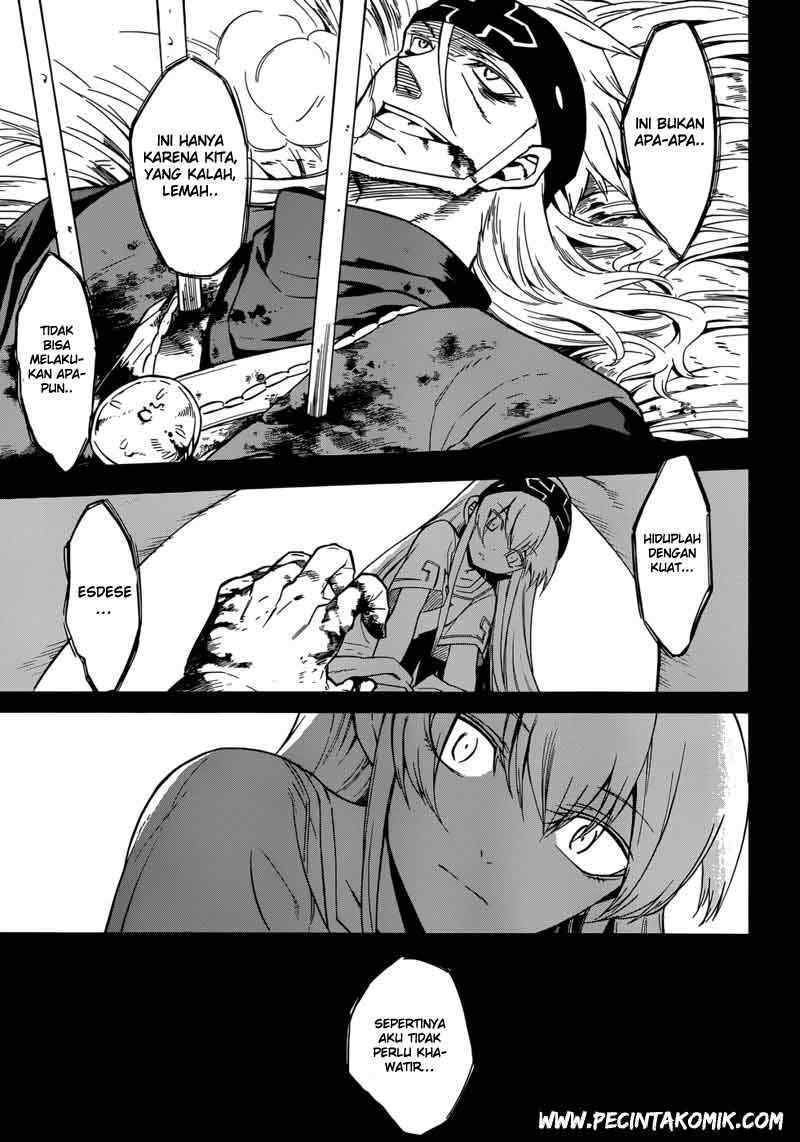 INI BUKAN
APA-APA..
INI HANYA
KARENA KITA,
YANG KALAH,
LEMAH..
TIDAK
BISA
MELAKU-
KAN APA-
PUN.
HIDUPLAH
DENGAN
KUAT...
ESDESE
...
SEPERTINYA
AKU TIDAK
PERLU KHA-
WATIR...
WWW.PECINTAKOMIK.COM